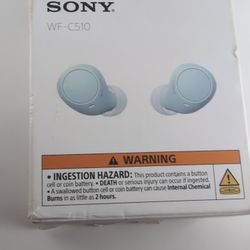 SONY
WF-C510
WARNING
• INGESTION HAZARD: This product contains a button
cell or coin battery. • DEATH or serious injury can occur if ingested.
• A swallowed button cell or coin battery can cause Internal Chemical
Burns in as little as 2 hours.